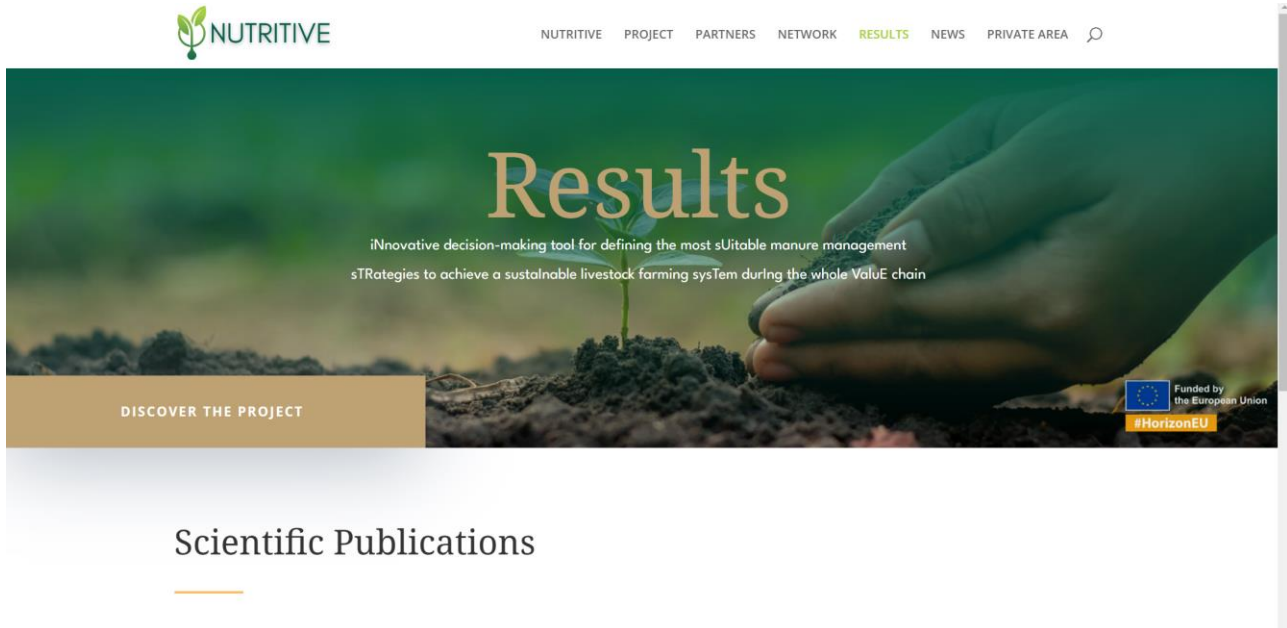 NUTRITIVE
NUTRITIVE PROJECT PARTNERS NETWORK RESULTS NEWS PRIVATE AREA
Results
iNnovative decision-making tool for defining the most sUitable manure management
sTRategies to achieve a sustaInable livestock farming sysTem durIng the whole ValuE chain
DISCOVER THE PROJECT
Funded by
the European Union
#HorizonEU
Scientific Publications